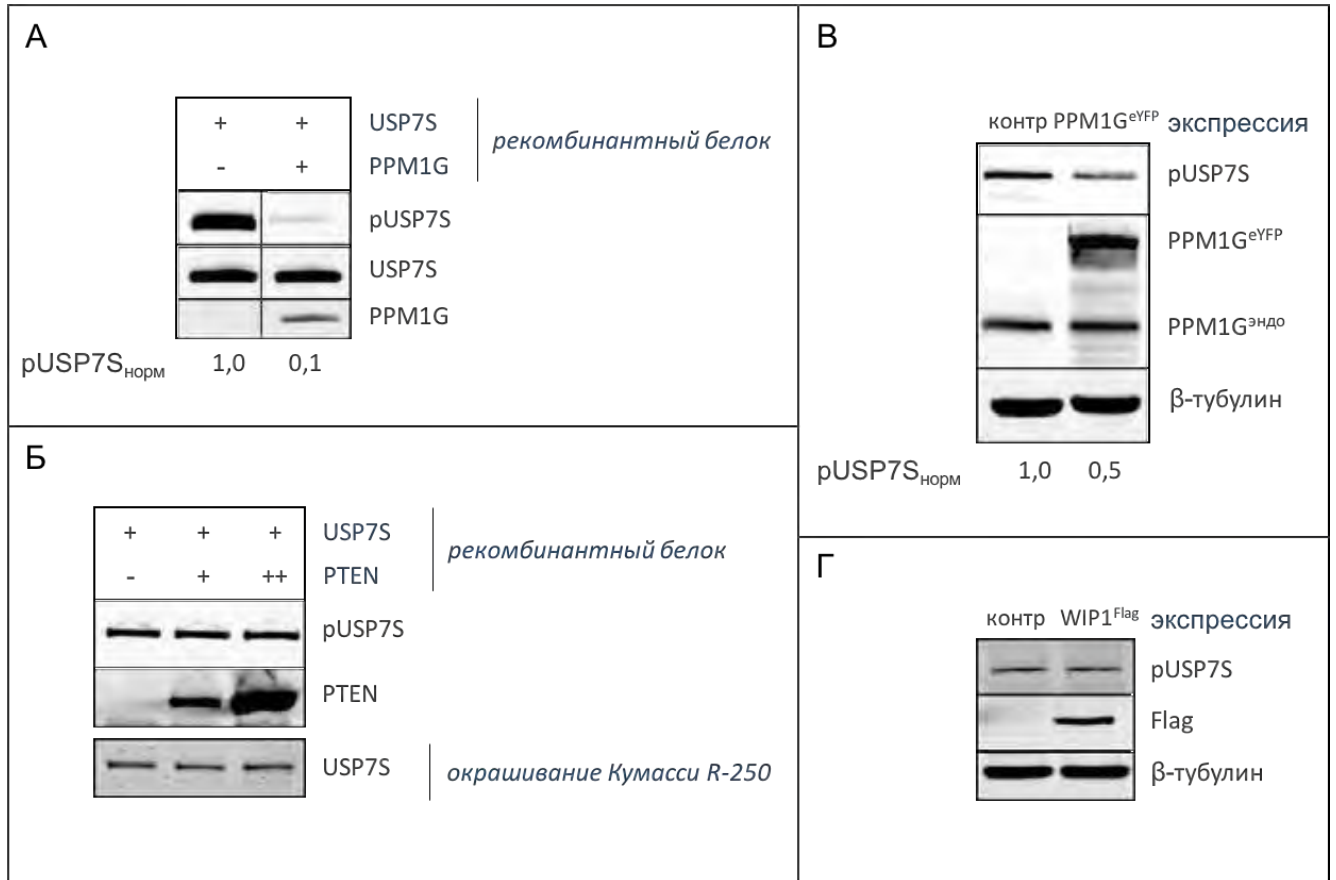 А
+ + USP7S
- + PPM1G
рекомбинантный белок
pUSP7S
USP7S
PPM1G
pUSP7Sнорм 1,0 0,1
Б
+ + + USP7S
- + ++ PTEN
рекомбинантный белок
pUSP7S
PTEN
USP7S
окрашивание Кумасси R-250
В
контр PPM1GeYFP экспрессия
pUSP7S
PPM1GeYFP
PPM1Gэндо
β-тубулин
pUSP7Sнорм 1,0 0,5
Г
контр WIP1Flag экспрессия
pUSP7S
Flag
β-тубулин